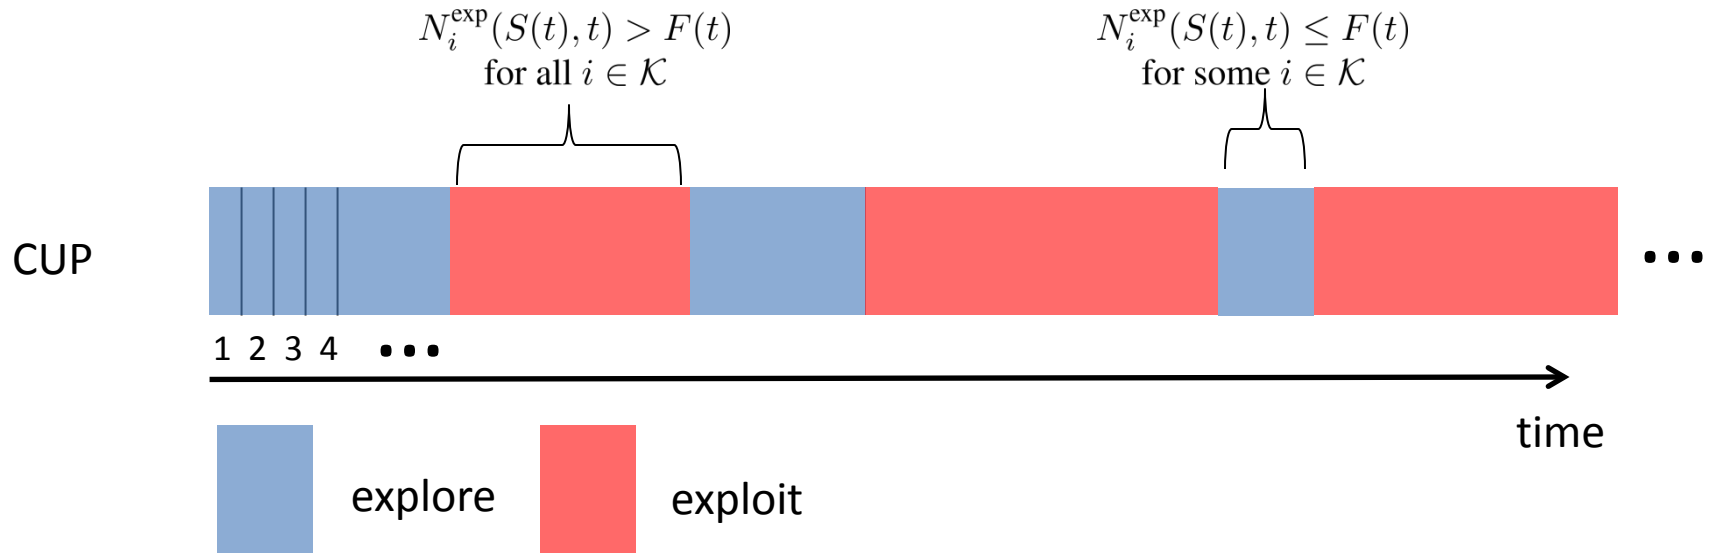 N_i^exp(S(t), t) > F(t)
for all i ∈ 𝒦
N_i^exp(S(t), t) ≤ F(t)
for some i ∈ 𝒦
CUP
...
1 2 3 4 ...
time
explore
exploit